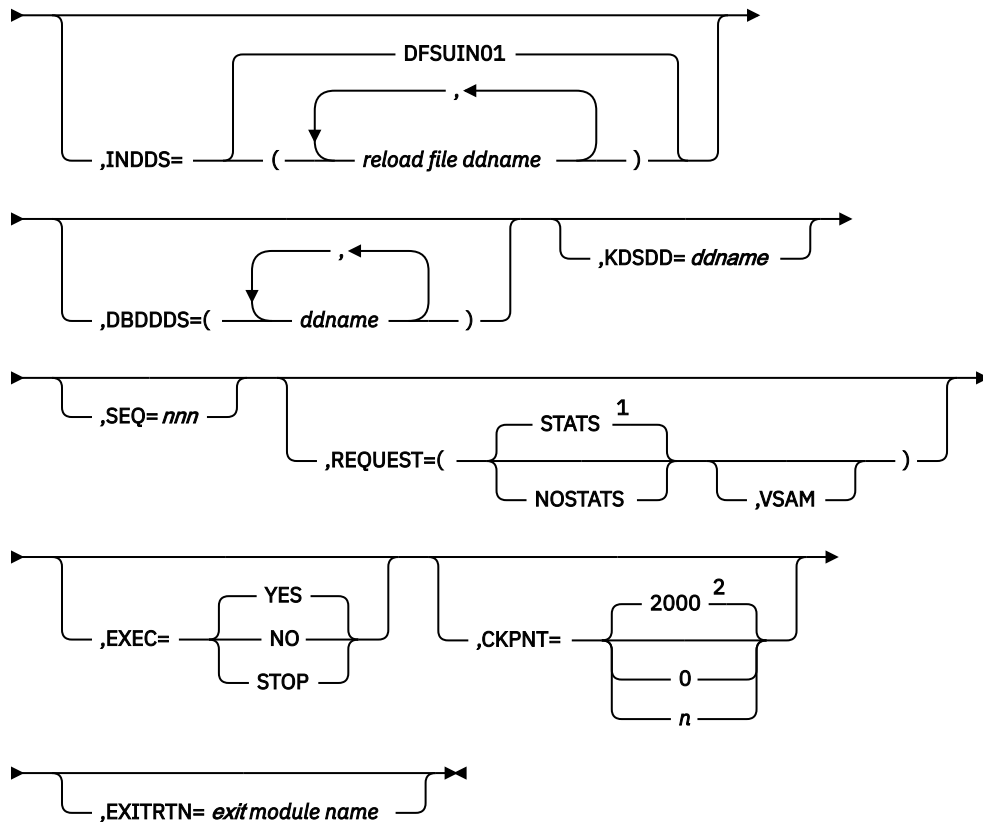 DFSUIN01
,
,INDDS= ( reload file ddname )
,
,KDSDD= ddname
,DBDDDS=( ddname )
,SEQ= nnn
STATS 1
,REQUEST=( )
NOSTATS ,VSAM
YES 2000 2
,EXEC= NO ,CKPNT=
STOP 0
n
,EXITRTN= exit module name